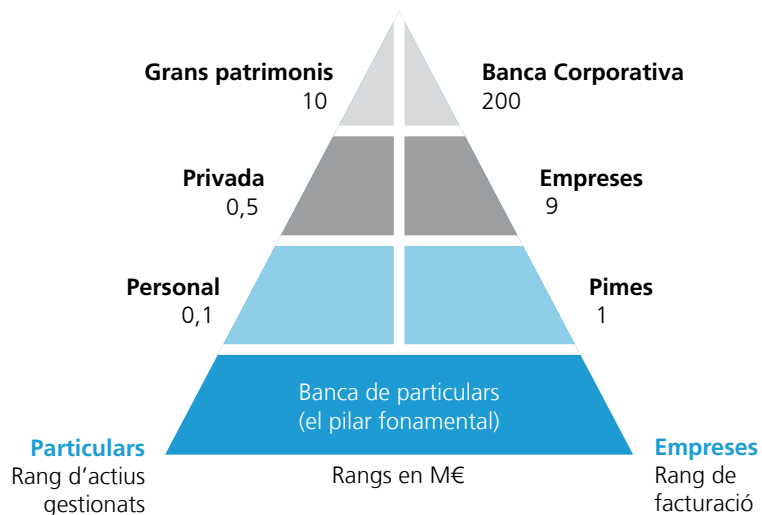 Grans patrimonis
10
Banca Corporativa
200
Privada
0,5
Empreses
9
Personal
0,1
Pimes
1
Banca de particulars
(el pilar fonamental)
Particulars
Rang d’actius
gestionats
Rangs en M€
Empreses
Rang de
facturació